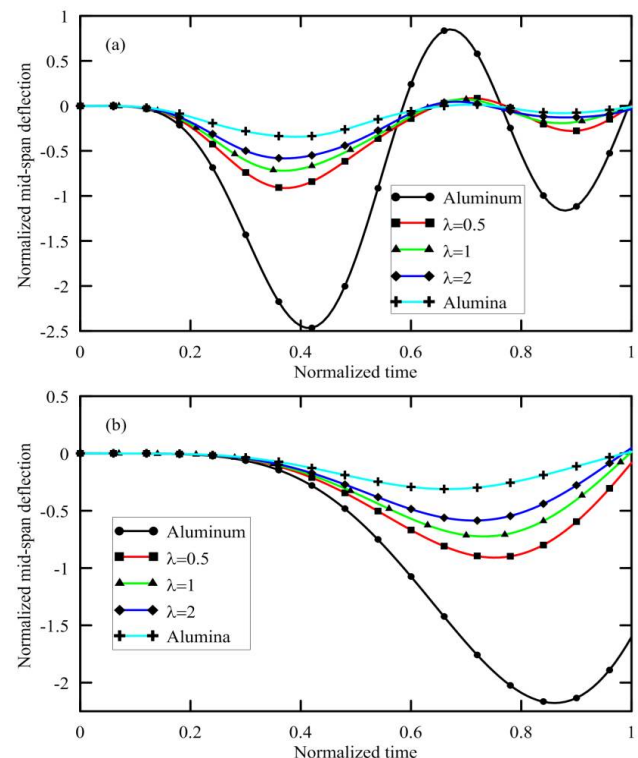 (a)
1
0.5
0
-0.5
-1
-1.5
-2
-2.5
Normalized mid-span deflection
Aluminum
λ=0.5
λ=1
λ=2
Alumina
0 0.2 0.4 0.6 0.8 1
Normalized time
(b)
0.5
0
-0.5
-1
-1.5
-2
Normalized mid-span deflection
Aluminum
λ=0.5
λ=1
λ=2
Alumina
0 0.2 0.4 0.6 0.8 1
Normalized time